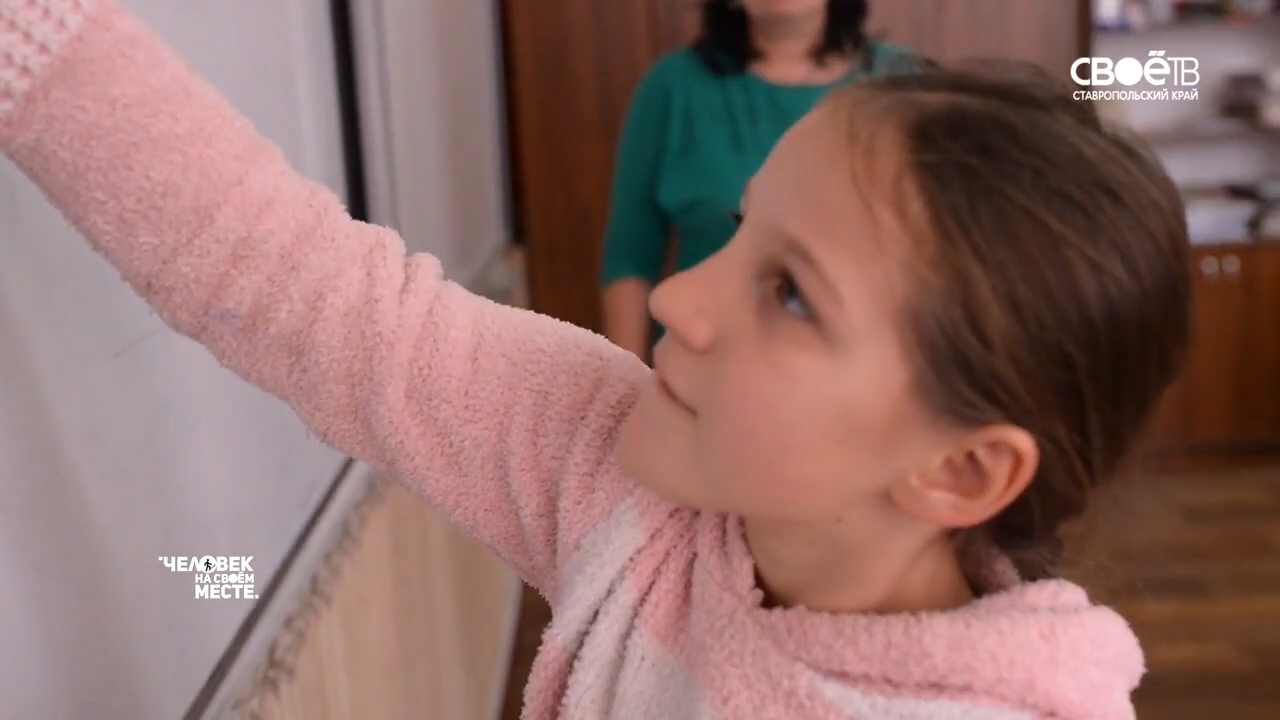 СВОЁТВ
СТАВРОПОЛЬСКИЙ КРАЙ
ЧЕЛОВЕК
НА СВОЁМ
МЕСТЕ.